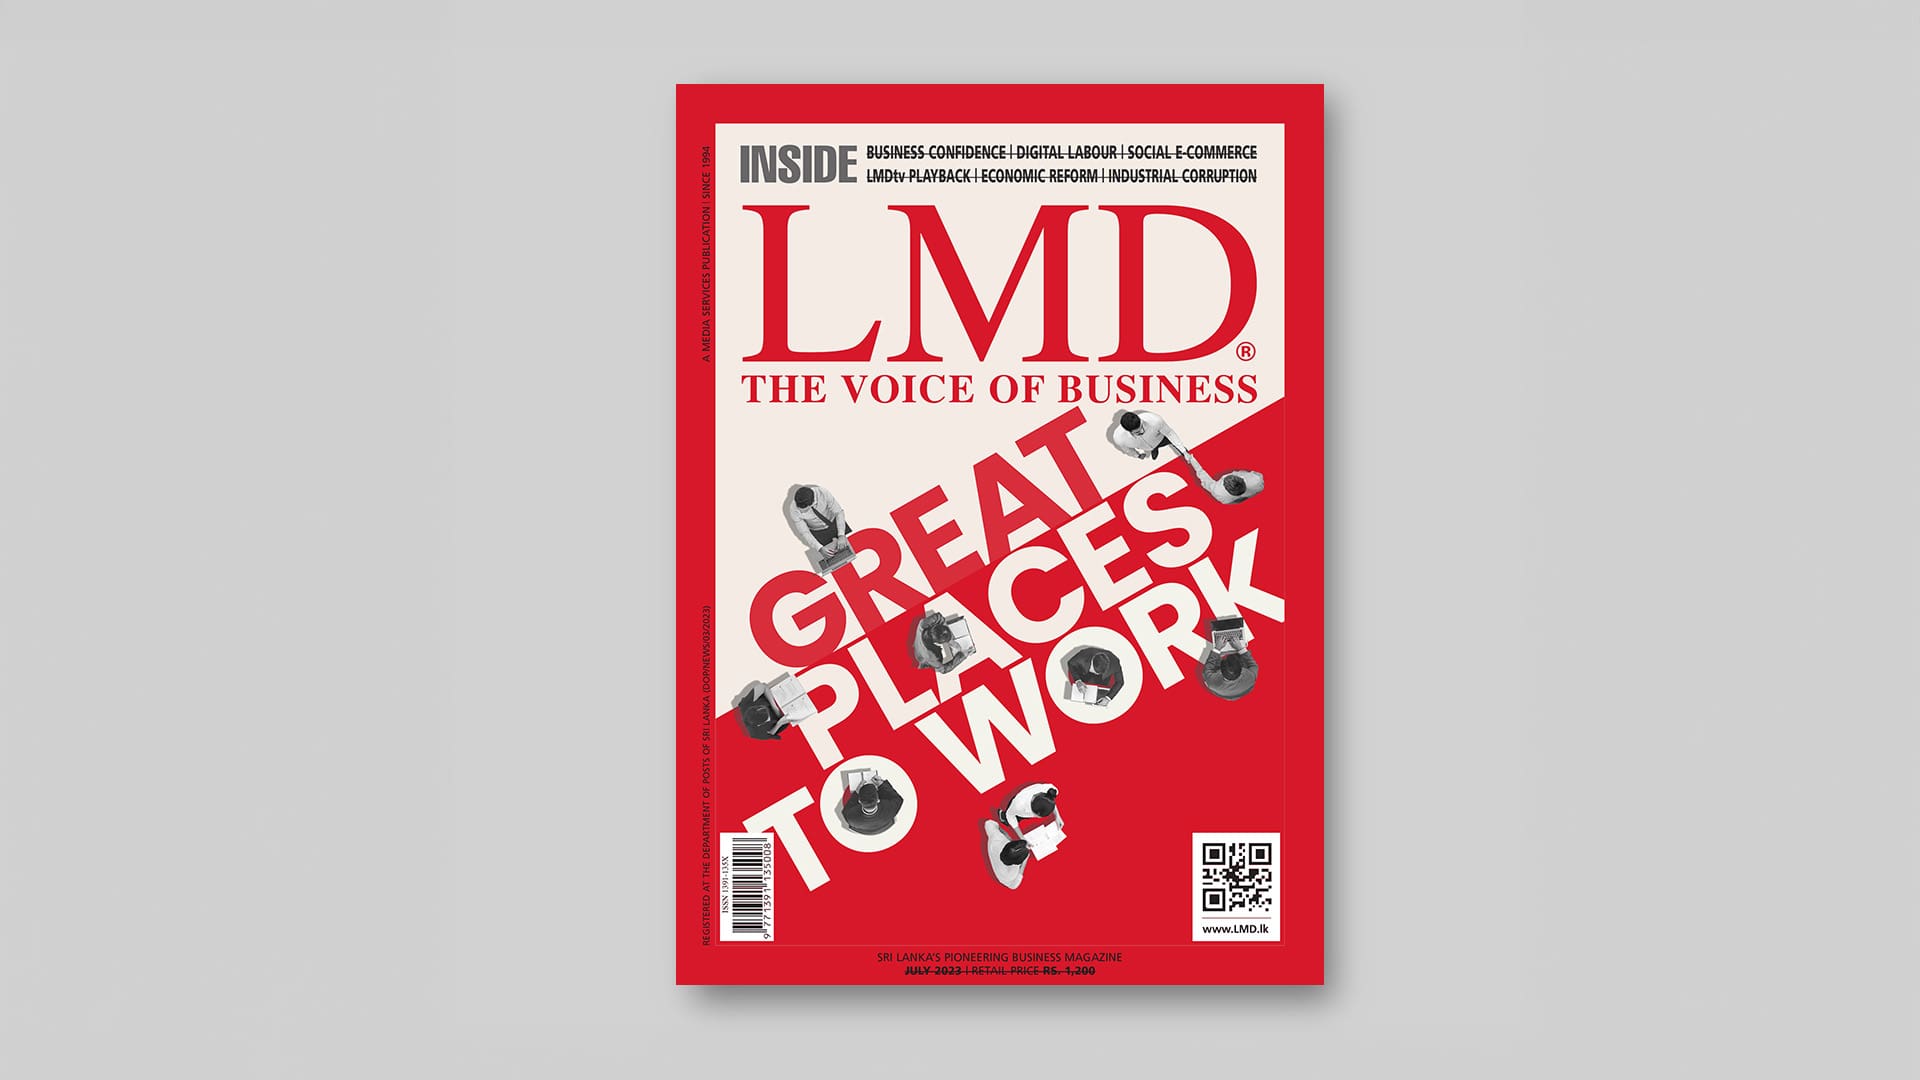 INSIDE
BUSINESS CONFIDENCE | DIGITAL LABOUR | SOCIAL E-COMMERCE
LMDtv PLAYBACK | ECONOMIC REFORM | INDUSTRIAL CORRUPTION
LMD®
THE VOICE OF BUSINESS
GREAT
PLACES
TO WORK
A MEDIA SERVICES PUBLICATION | SINCE 1994
REGISTERED AT THE DEPARTMENT OF POSTS OF SRI LANKA (DOP/NEWS/03/2023)
ISSN 1391-135X
9 771391 135008
www.LMD.lk
SRI LANKA'S PIONEERING BUSINESS MAGAZINE
JULY 2023 | RETAIL PRICE RS. 1,200